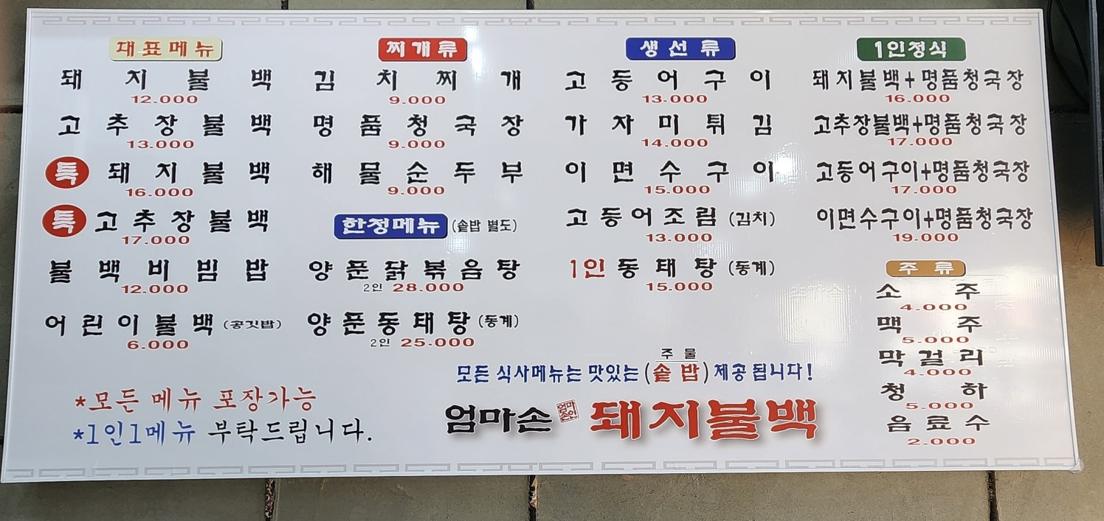 대표메뉴
돼지불백
12.000
고추장불백
13.000
특 돼지불백
16.000
특 고추장불백
17.000
불백비빔밥
12.000
어린이불백 (공깃밥)
6.000
찌개류
김치찌개
9.000
명품청국장
9.000
해물순두부
9.000
한정메뉴 (솥밥 별도)
양푼닭볶음탕
2인 28.000
양푼동태탕 (동계)
2인 25.000
생선류
고등어구이
13.000
가자미튀김
14.000
이면수구이
15.000
고등어조림 (김치)
13.000
1인 동태탕 (동계)
15.000
1인정식
돼지불백+명품청국장
16.000
고추장불백+명품청국장
17.000
고등어구이+명품청국장
17.000
이면수구이+명품청국장
19.000
주류
소주
4.000
맥주
5.000
막걸리
4.000
청하
5.000
음료수
2.000
주물
모든 식사메뉴는 맛있는 (솥밥) 제공 됩니다!
*모든 메뉴 포장가능
*1인1메뉴 부탁드립니다.
엄마손 엄마손인 돼지불백